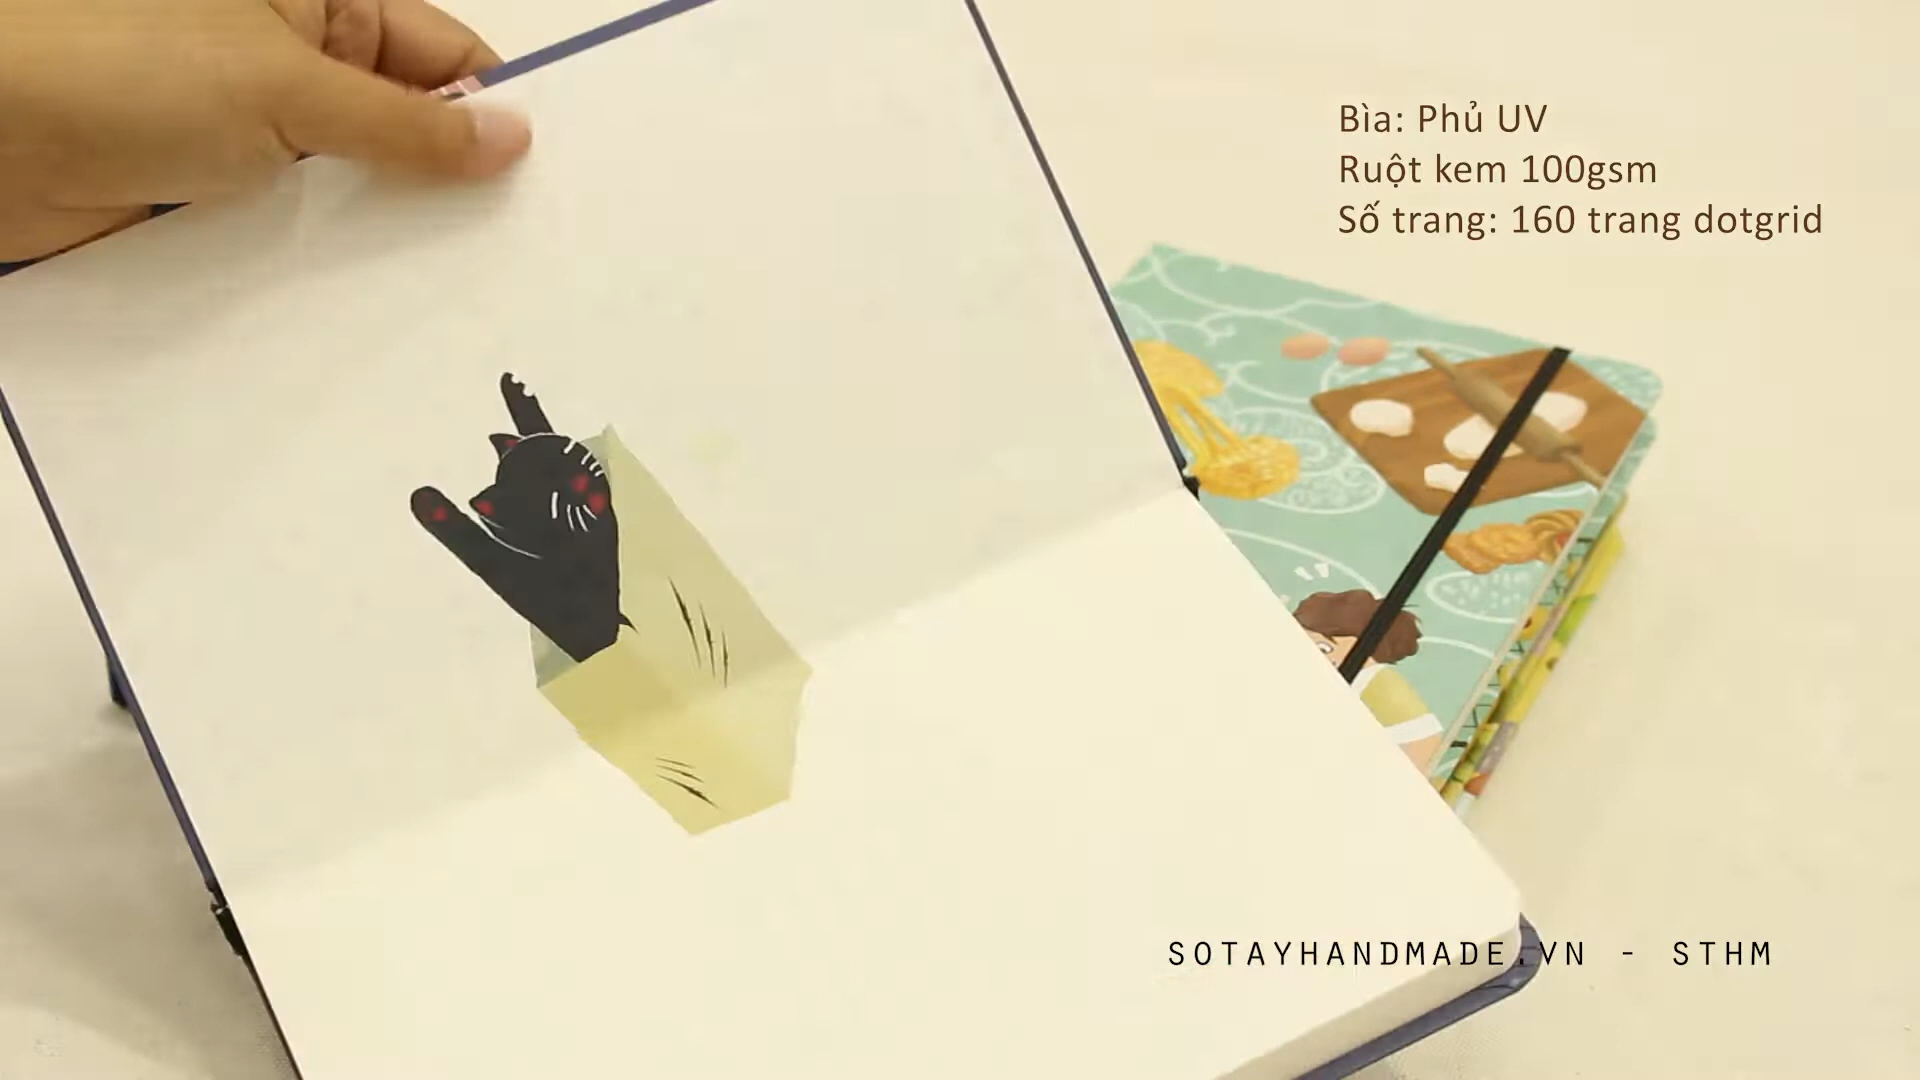 Bìa: Phủ UV
Ruột kem 100gsm
Số trang: 160 trang dotgrid
SOTAYHANDMADE.VN - STHM